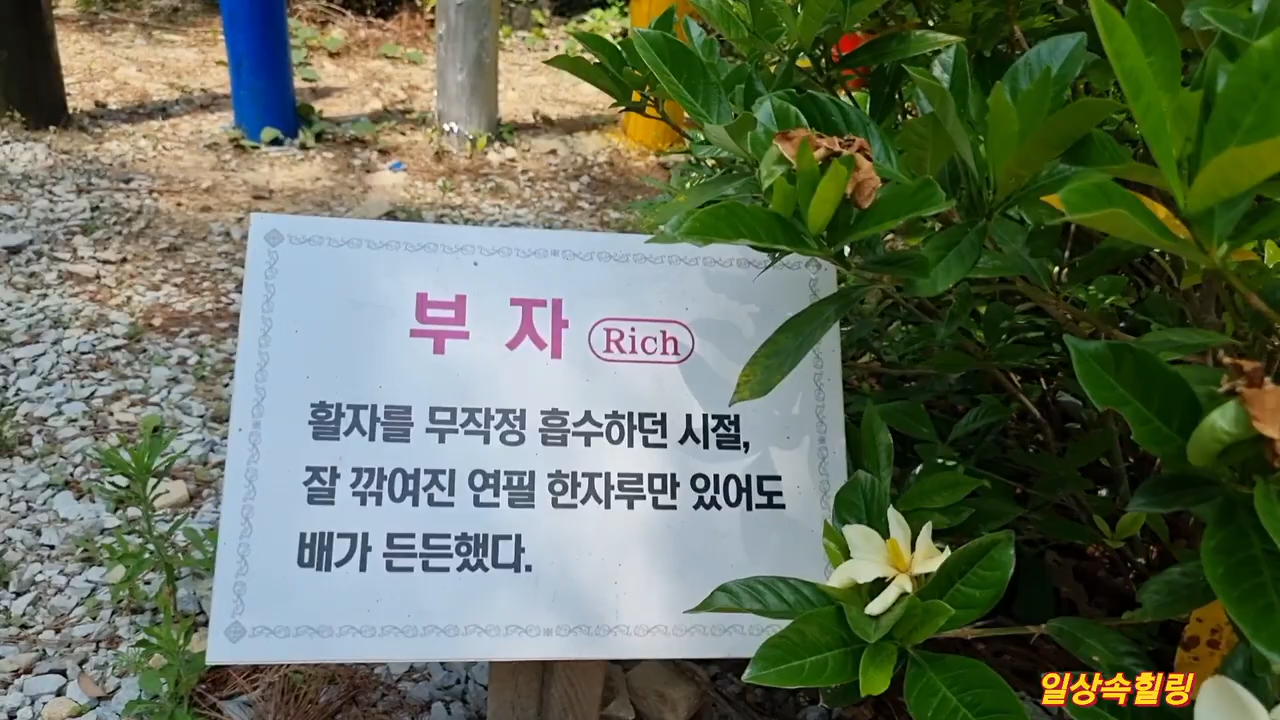 부 자 Rich
활자를 무작정 흡수하던 시절,
잘 깎여진 연필 한자루만 있어도
배가 든든했다.
일상속힐링